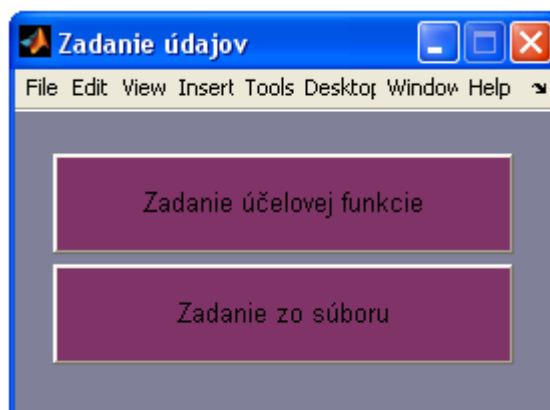 Zadanie údajov
File Edit View Insert Tools Desktop Window Help
Zadanie účelovej funkcie
Zadanie zo súboru